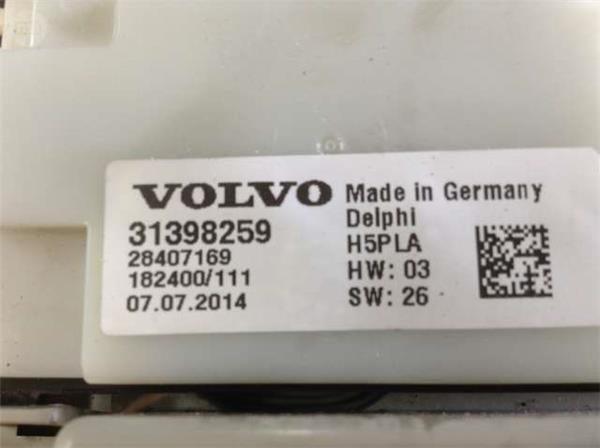 VOLVO
31398259
28407169
182400/111
07.07.2014
Made in Germany
Delphi
H5PLA
HW: 03
SW: 26